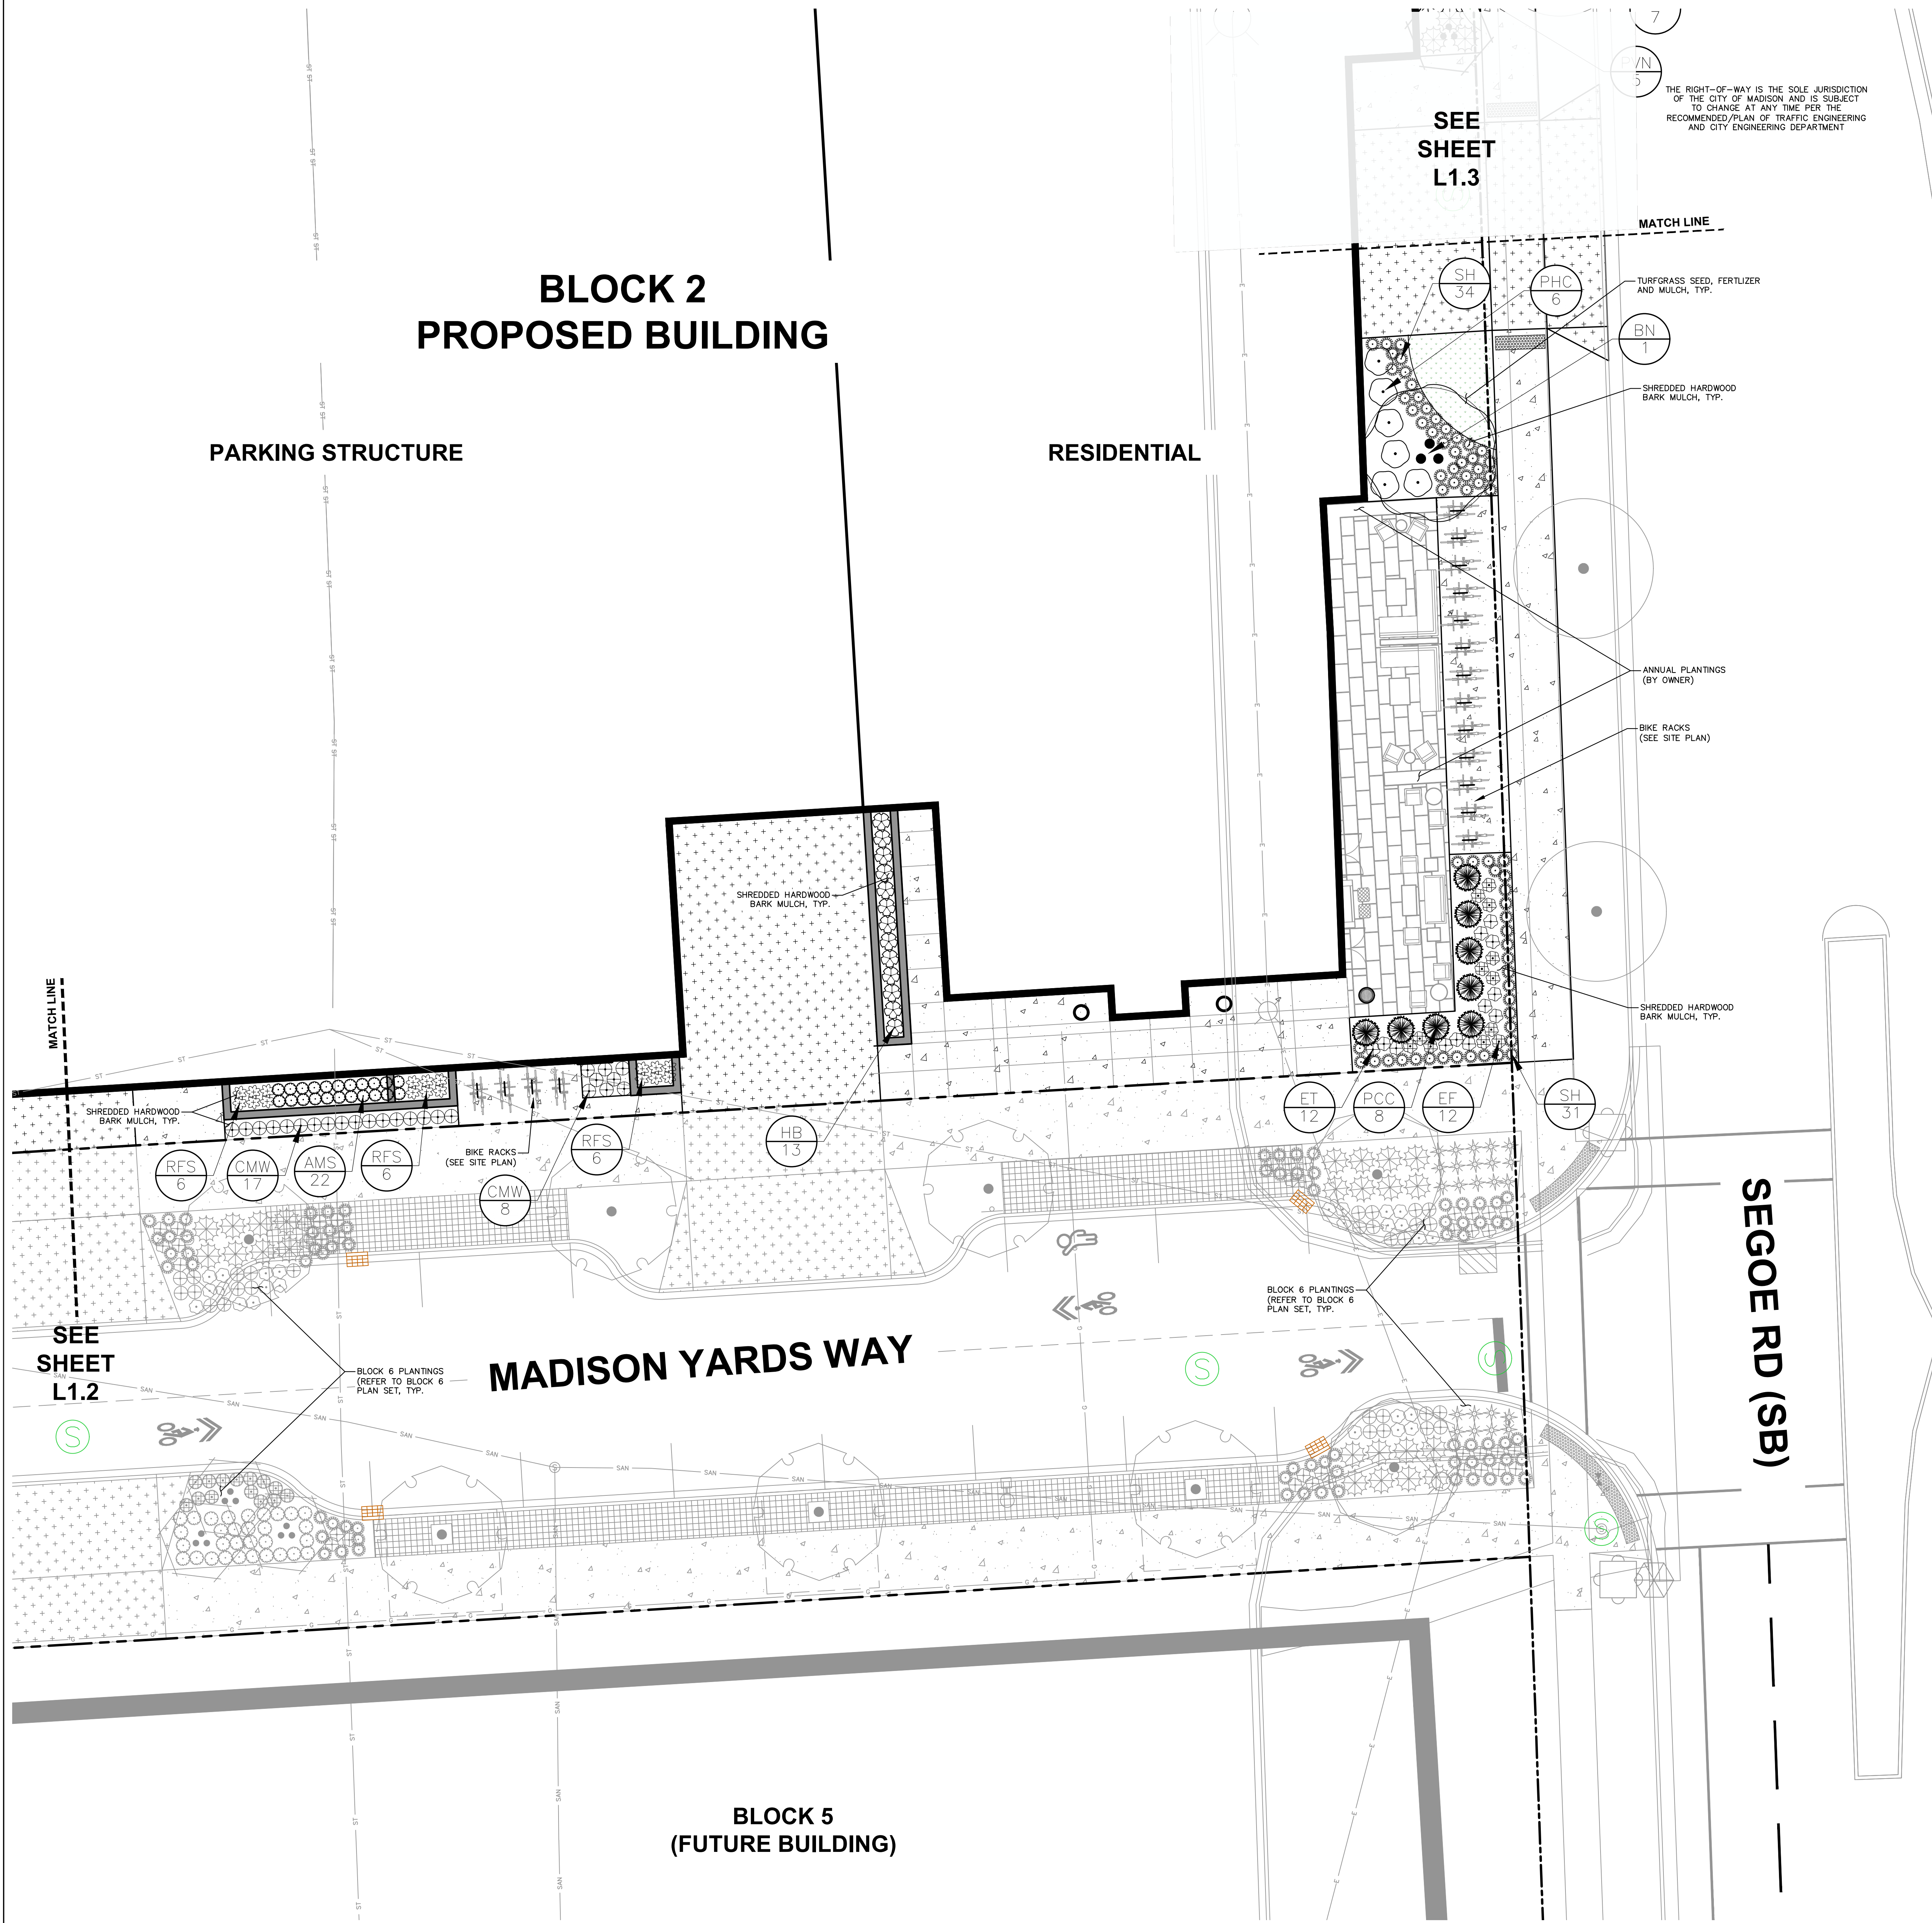 7
VN
5
THE RIGHT-OF-WAY IS THE SOLE JURISDICTION
OF THE CITY OF MADISON AND IS SUBJECT
TO CHANGE AT ANY TIME PER THE
RECOMMENDED/PLAN OF TRAFFIC ENGINEERING
AND CITY ENGINEERING DEPARTMENT
SEE
SHEET
L1.3
MATCH LINE
BLOCK 2
PROPOSED BUILDING
SH
34
PHC
6
TURFGRASS SEED, FERTLIZER
AND MULCH, TYP.
BN
1
SHREDDED HARDWOOD
BARK MULCH, TYP.
PARKING STRUCTURE
RESIDENTIAL
ANNUAL PLANTINGS
(BY OWNER)
BIKE RACKS
(SEE SITE PLAN)
SHREDDED HARDWOOD
BARK MULCH, TYP.
SHREDDED HARDWOOD
BARK MULCH, TYP.
MATCH LINE
SHREDDED HARDWOOD
BARK MULCH, TYP.
RFS
6
CMW
17
AMS
22
RFS
6
BIKE RACKS
(SEE SITE PLAN)
CMW
8
RFS
6
HB
13
ET
12
PCC
8
EF
12
SH
31
SEE
SHEET
L1.2
BLOCK 6 PLANTINGS
(REFER TO BLOCK 6
PLAN SET, TYP.
MADISON YARDS WAY
BLOCK 6 PLANTINGS
(REFER TO BLOCK 6
PLAN SET, TYP.
SEGOE RD (SB)
BLOCK 5
(FUTURE BUILDING)